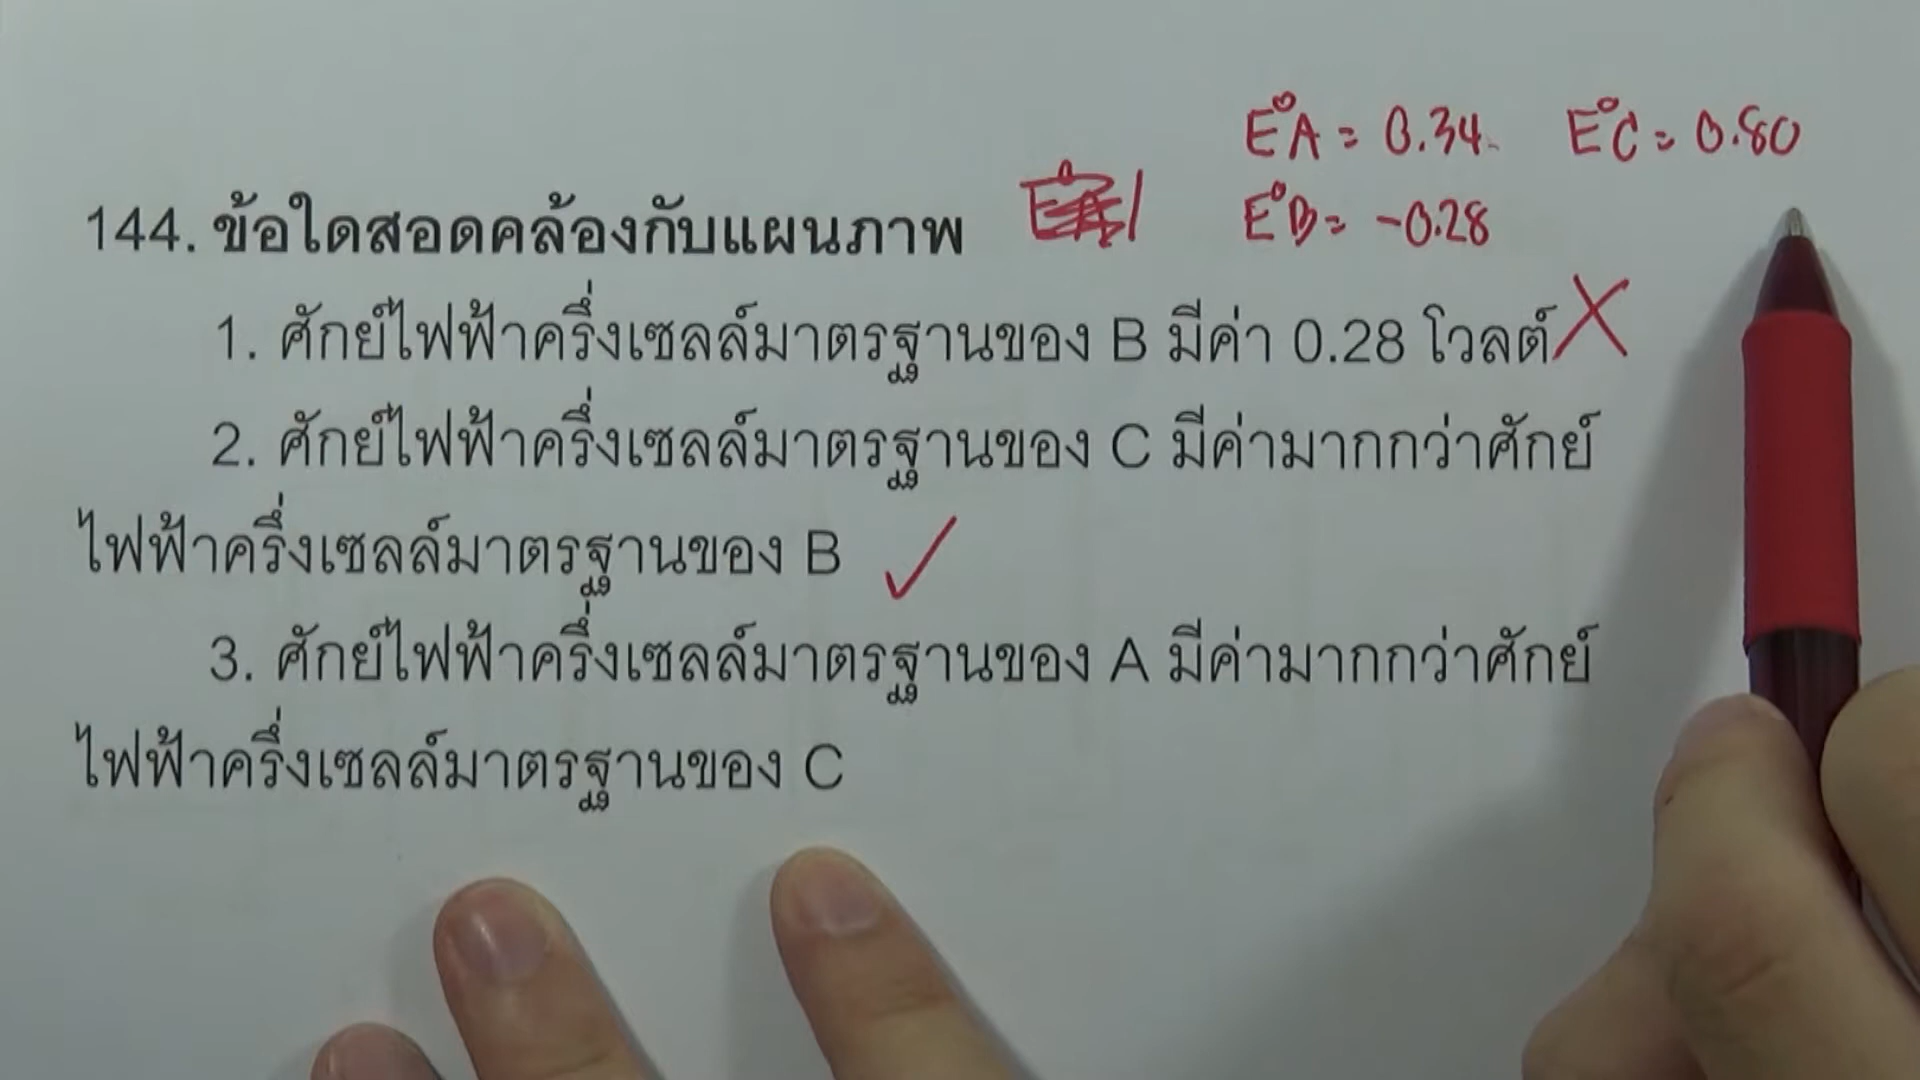 E°A = 0.34 E°C = 0.80
E°B = -0.28
144. ข้อใดสอดคล้องกับแผนภาพ
1. ศักย์ไฟฟ้าครึ่งเซลล์มาตรฐานของ B มีค่า 0.28 โวลต์
2. ศักย์ไฟฟ้าครึ่งเซลล์มาตรฐานของ C มีค่ามากกว่าศักย์
ไฟฟ้าครึ่งเซลล์มาตรฐานของ B
3. ศักย์ไฟฟ้าครึ่งเซลล์มาตรฐานของ A มีค่ามากกว่าศักย์
ไฟฟ้าครึ่งเซลล์มาตรฐานของ C